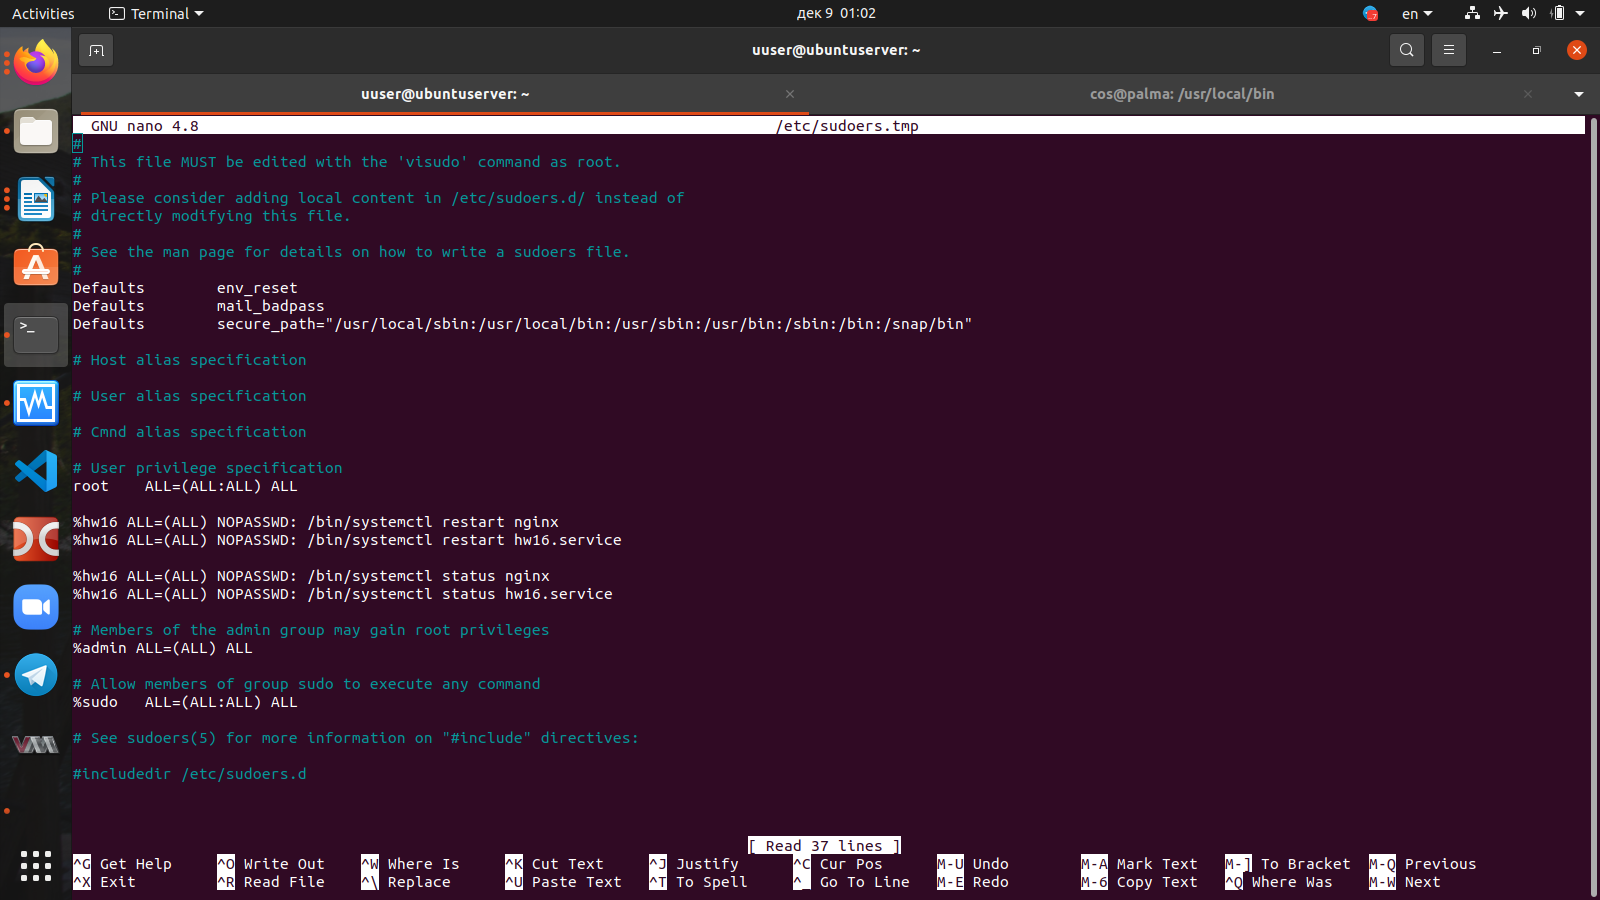 Activities Terminal дек 9 01:02 en
uuser@ubuntuserver: ~
uuser@ubuntuserver: ~ cos@palma: /usr/local/bin
GNU nano 4.8 /etc/sudoers.tmp
#
# This file MUST be edited with the 'visudo' command as root.
#
# Please consider adding local content in /etc/sudoers.d/ instead of
# directly modifying this file.
#
# See the man page for details on how to write a sudoers file.
#
Defaults env_reset
Defaults mail_badpass
Defaults secure_path="/usr/local/sbin:/usr/local/bin:/usr/sbin:/usr/bin:/sbin:/bin:/snap/bin"
# Host alias specification
# User alias specification
# Cmnd alias specification
# User privilege specification
root ALL=(ALL:ALL) ALL
%hw16 ALL=(ALL) NOPASSWD: /bin/systemctl restart nginx
%hw16 ALL=(ALL) NOPASSWD: /bin/systemctl restart hw16.service
%hw16 ALL=(ALL) NOPASSWD: /bin/systemctl status nginx
%hw16 ALL=(ALL) NOPASSWD: /bin/systemctl status hw16.service
# Members of the admin group may gain root privileges
%admin ALL=(ALL) ALL
# Allow members of group sudo to execute any command
%sudo ALL=(ALL:ALL) ALL
# See sudoers(5) for more information on "#include" directives:
#includedir /etc/sudoers.d
[ Read 37 lines ]
^G Get Help ^O Write Out ^W Where Is ^K Cut Text ^J Justify ^C Cur Pos M-U Undo M-A Mark Text M-] To Bracket M-Q Previous
^X Exit ^R Read File ^\ Replace ^U Paste Text ^T To Spell ^_ Go To Line M-E Redo M-6 Copy Text ^Q Where Was M-W Next